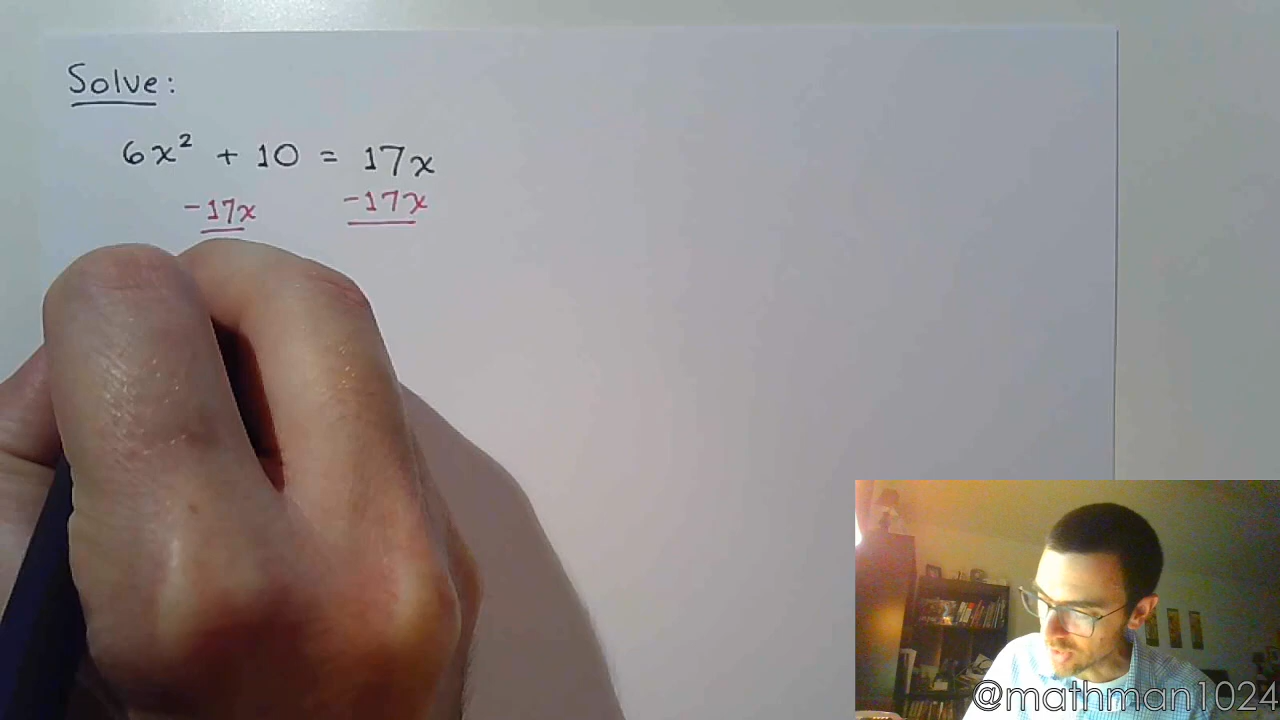 Solve:
6x² + 10 = 17x
-17x -17x
@mathman1024